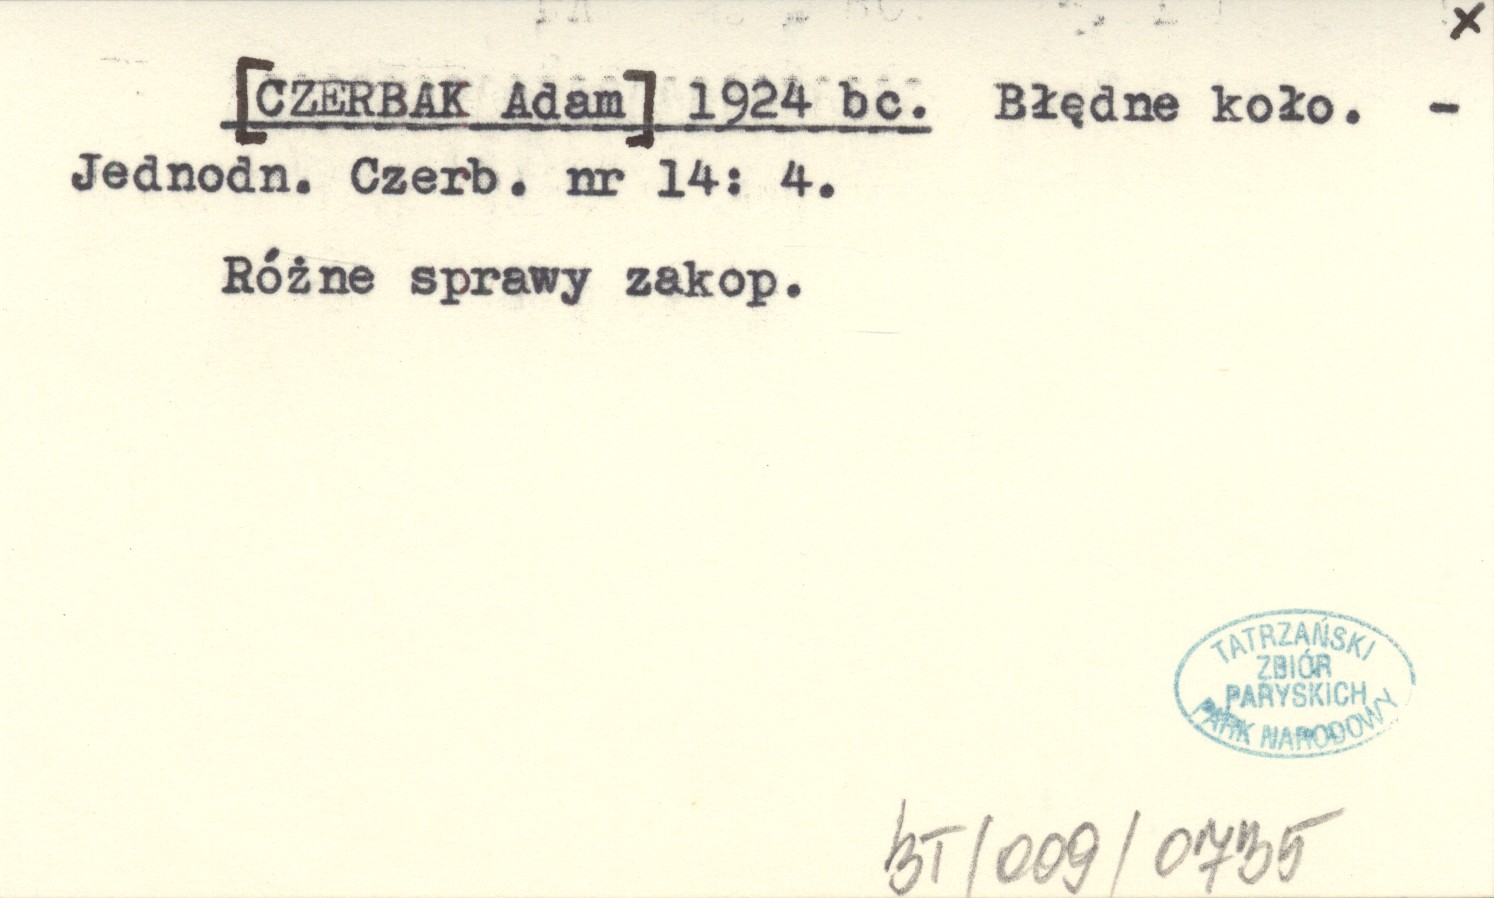 x
[CZERBAK Adam] 1924 bc. Błędne koło. -
Jednodn. Czerb. nr 14: 4.
Różne sprawy zakop.
TATRZAŃSKI
ZBIÓR
PARYSKICH
PARK NARODOWY
BT/009/0735